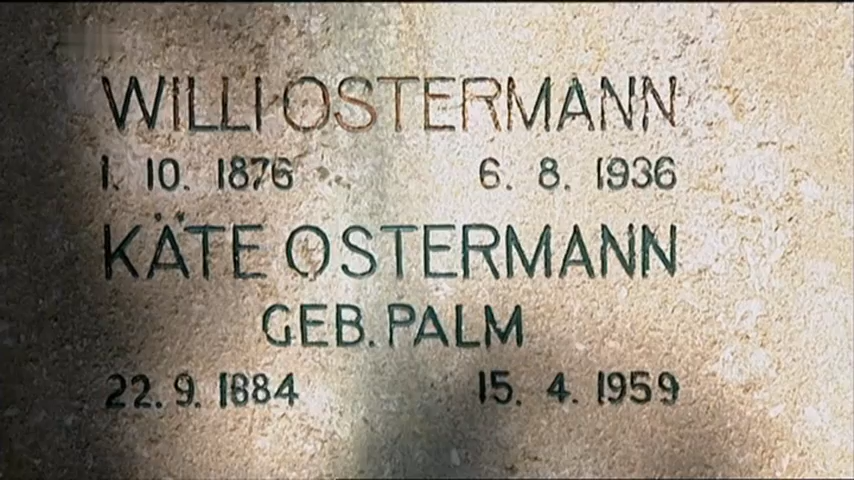 WILLI OSTERMANN
1. 10. 1876 6. 8. 1936
KÄTE OSTERMANN
GEB. PALM
22. 9. 1884 15. 4. 1959